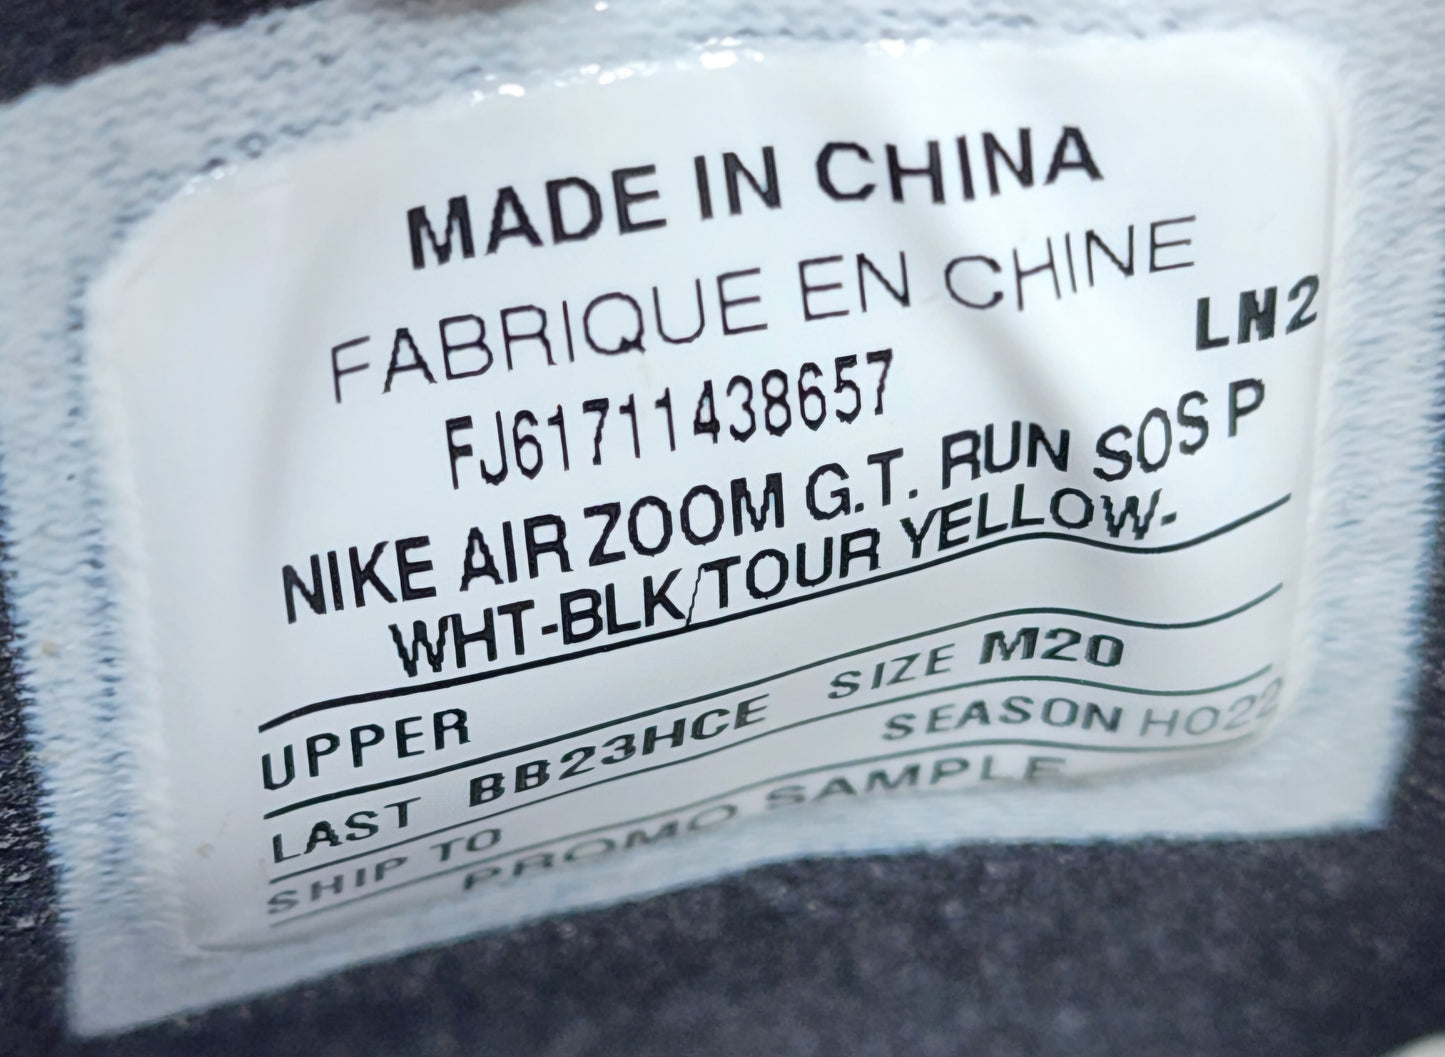 MADE IN CHINA
FABRIQUE EN CHINE
LN2
FJ61711438657
NIKE AIR ZOOM G.T. RUN SOS P
WHT-BLK/TOUR YELLOW-
UPPER
LAST BB23HCE SIZE M20
SHIP TO SEASON HO22
PROMO SAMPLE